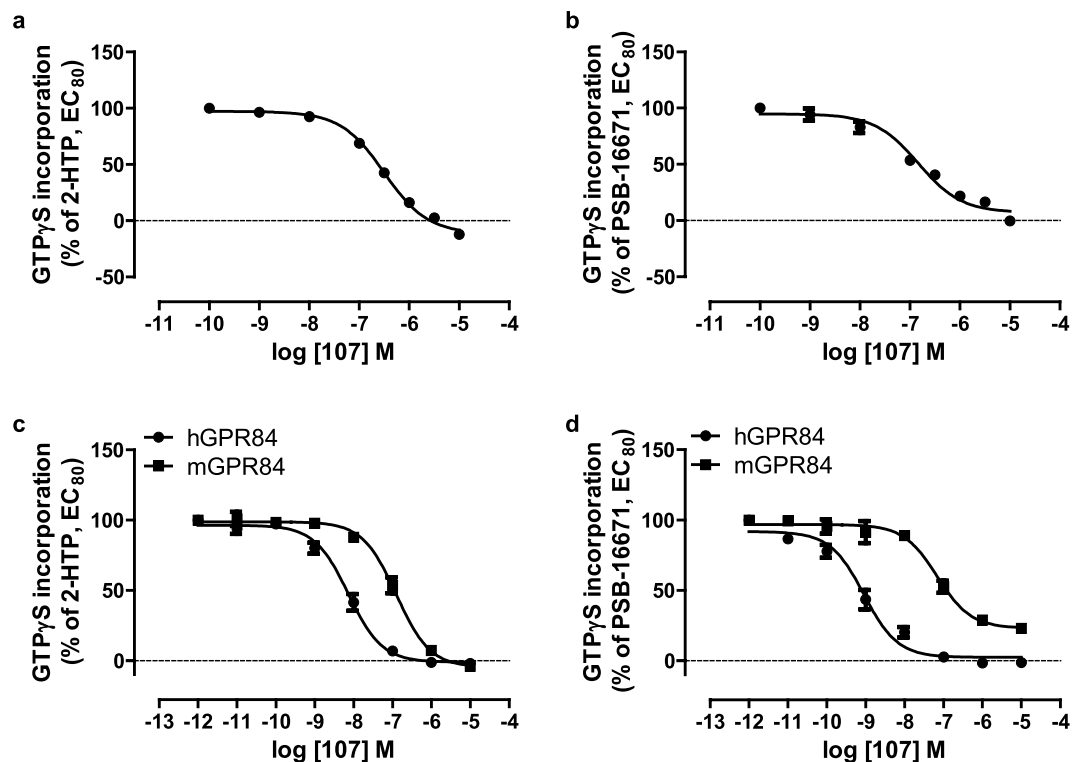 a
GTPγS incorporation
(% of 2-HTP, EC80)
150
100
50
0
-50
-11 -10 -9 -8 -7 -6 -5 -4
log [107] M
b
GTPγS incorporation
(% of PSB-16671, EC80)
150
100
50
0
-50
-11 -10 -9 -8 -7 -6 -5 -4
log [107] M
c
hGPR84
mGPR84
GTPγS incorporation
(% of 2-HTP, EC80)
150
100
50
0
-13 -12 -11 -10 -9 -8 -7 -6 -5 -4
log [107] M
d
hGPR84
mGPR84
GTPγS incorporation
(% of PSB-16671, EC80)
150
100
50
0
-13 -12 -11 -10 -9 -8 -7 -6 -5 -4
log [107] M